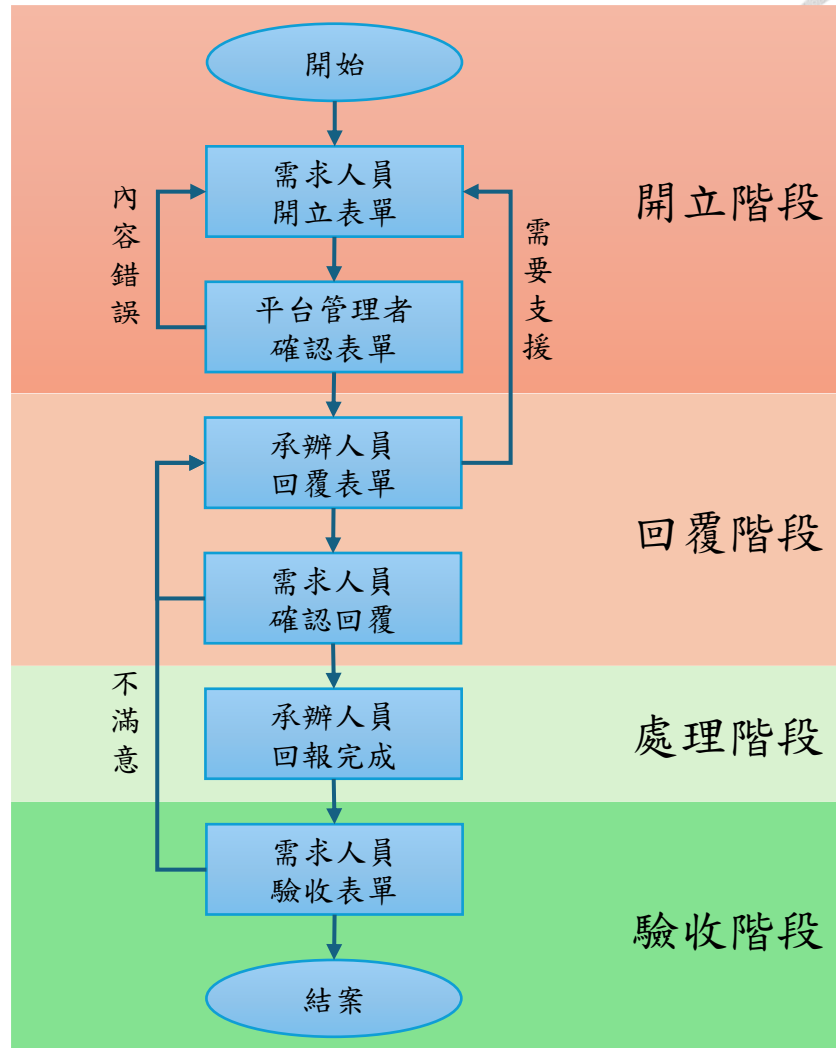 開始
需求人員
開立表單
內容錯誤
需要支援
開立階段
平台管理者
確認表單
承辦人員
回覆表單
回覆階段
需求人員
確認回覆
不滿意
承辦人員
回報完成
處理階段
需求人員
驗收表單
驗收階段
結案